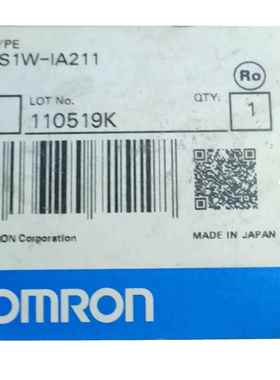 YPE
S1W-IA211
Ro
LOT No.
QTY:
110519K
1
ON Corporation
MADE IN JAPAN
OMRON